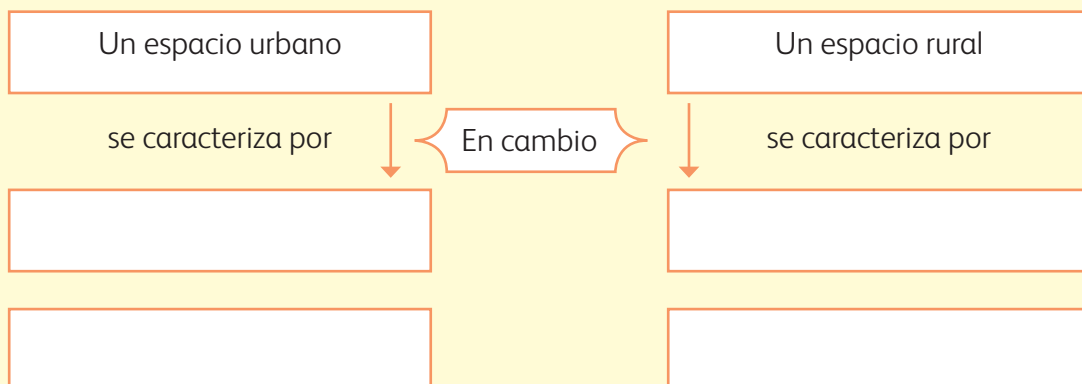 Un espacio urbano
Un espacio rural
se caracteriza por
En cambio
se caracteriza por